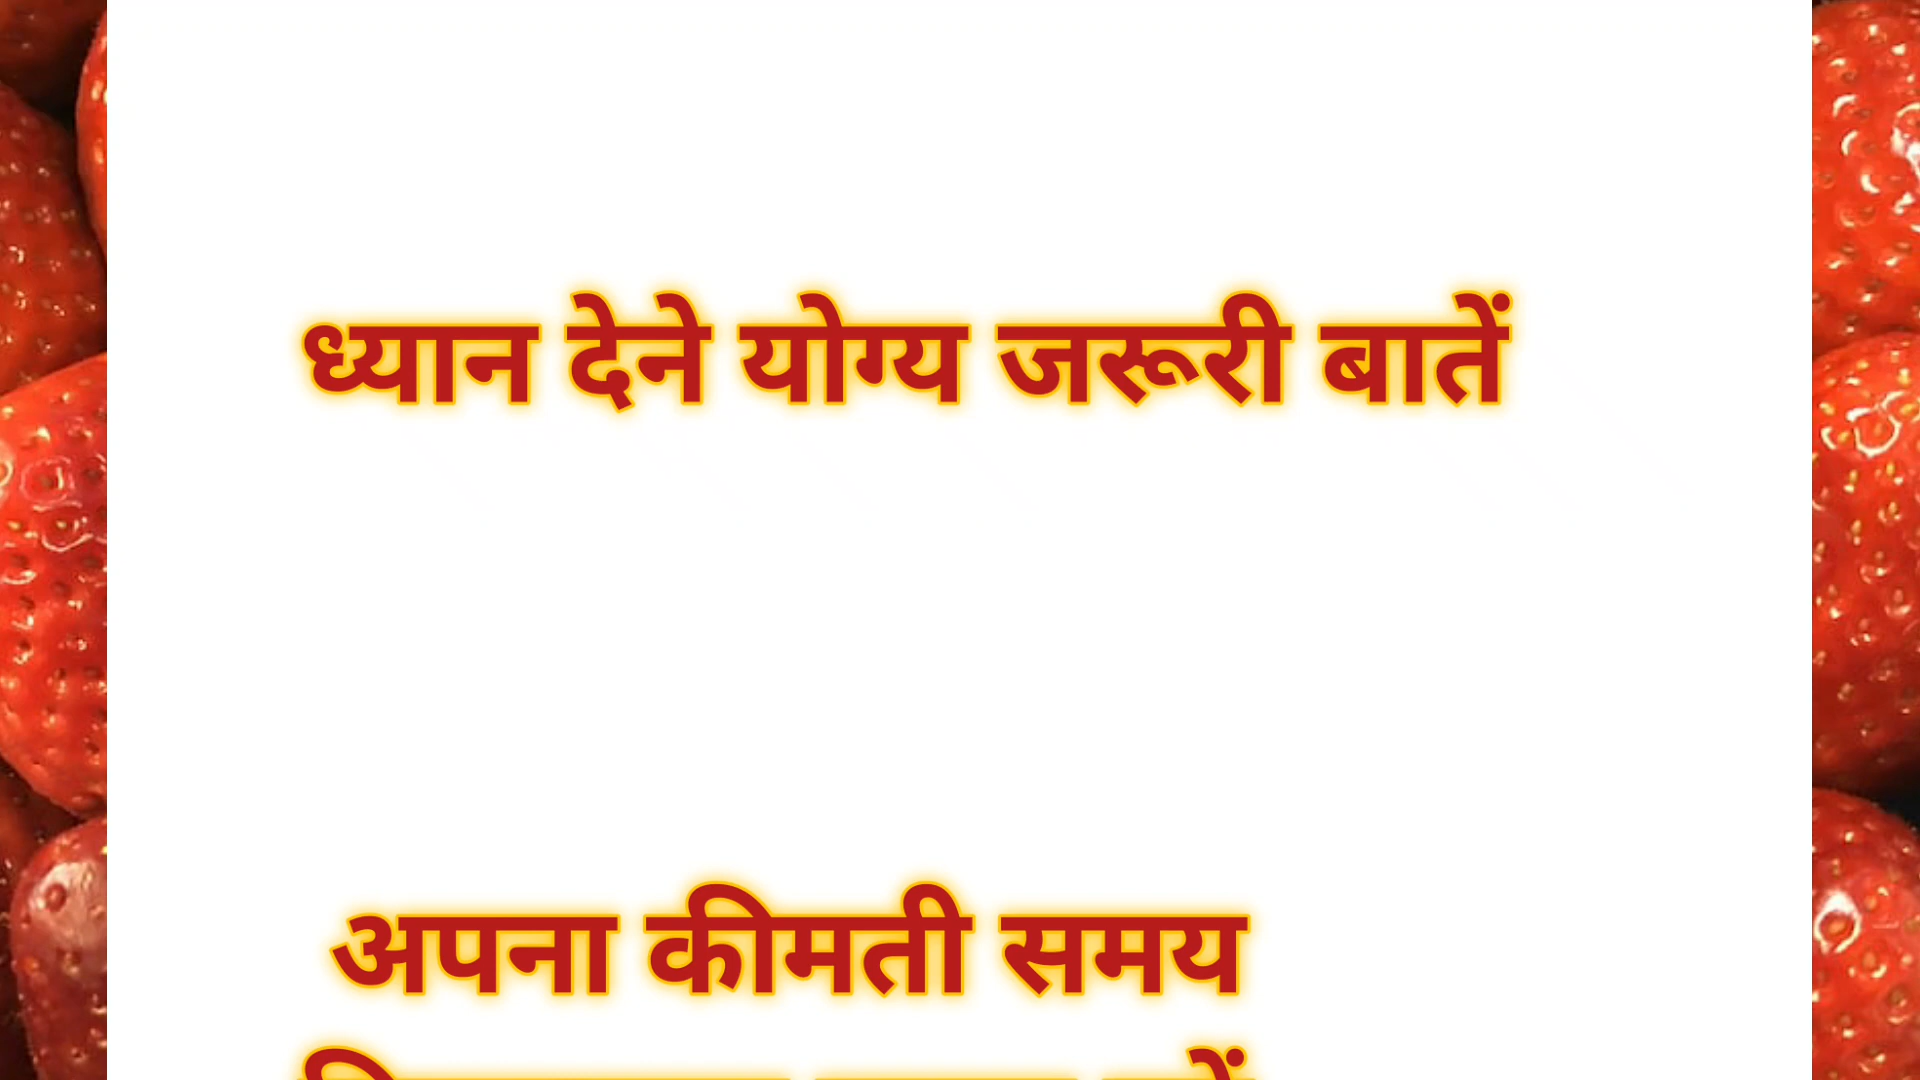 ध्यान देने योग्य जरूरी बातें
अपना कीमती समय